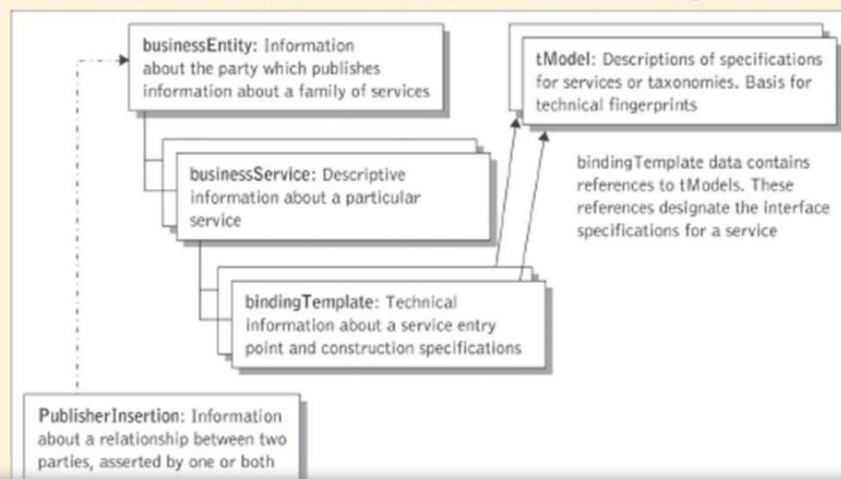 businessEntity: Information
about the party which publishes
information about a family of services
tModel: Descriptions of specifications
for services or taxonomies. Basis for
technical fingerprints
businessService: Descriptive
information about a particular
service
bindingTemplate data contains
references to tModels. These
references designate the interface
specifications for a service
bindingTemplate: Technical
information about a service entry
point and construction specifications
PublisherInsertion: Information
about a relationship between two
parties, asserted by one or both